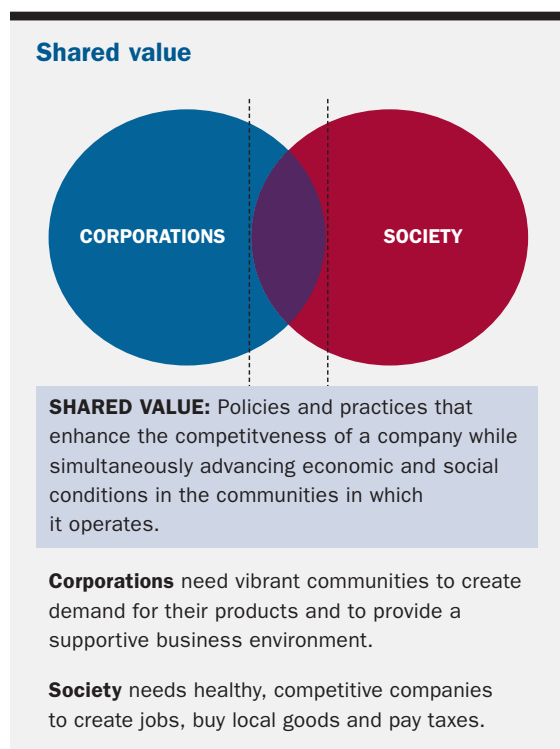 Shared value
CORPORATIONS
SOCIETY
SHARED VALUE: Policies and practices that
enhance the competitveness of a company while
simultaneously advancing economic and social
conditions in the communities in which
it operates.
Corporations need vibrant communities to create
demand for their products and to provide a
supportive business environment.
Society needs healthy, competitive companies
to create jobs, buy local goods and pay taxes.